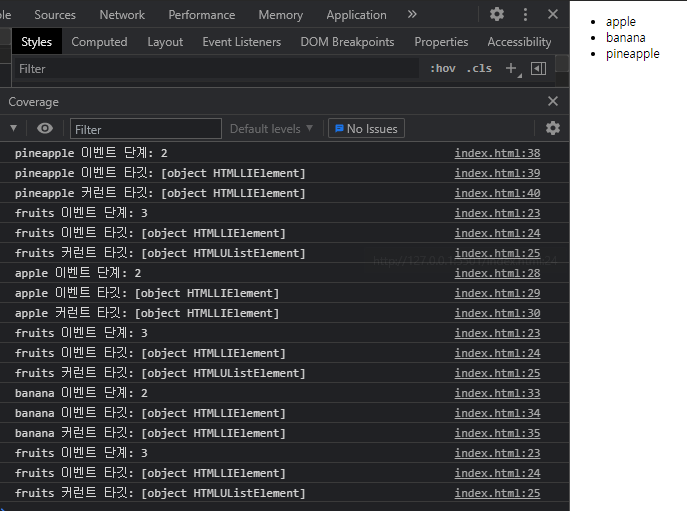 le Sources Network Performance Memory Application »
Styles Computed Layout Event Listeners DOM Breakpoints Properties Accessibility
Filter :hov .cls
Coverage
Filter Default levels ▼ No Issues
pineapple 이벤트 단계: 2 index.html:38
pineapple 이벤트 타깃: [object HTMLLIElement] index.html:39
pineapple 커런트 타깃: [object HTMLLIElement] index.html:40
fruits 이벤트 단계: 3 index.html:23
fruits 이벤트 타깃: [object HTMLLIElement] index.html:24
fruits 커런트 타깃: [object HTMLUListElement] index.html:25
apple 이벤트 단계: 2 index.html:28
apple 이벤트 타깃: [object HTMLLIElement] index.html:29
apple 커런트 타깃: [object HTMLLIElement] index.html:30
fruits 이벤트 단계: 3 index.html:23
fruits 이벤트 타깃: [object HTMLLIElement] index.html:24
fruits 커런트 타깃: [object HTMLUListElement] index.html:25
banana 이벤트 단계: 2 index.html:33
banana 이벤트 타깃: [object HTMLLIElement] index.html:34
banana 커런트 타깃: [object HTMLLIElement] index.html:35
fruits 이벤트 단계: 3 index.html:23
fruits 이벤트 타깃: [object HTMLLIElement] index.html:24
fruits 커런트 타깃: [object HTMLUListElement] index.html:25
• apple
• banana
• pineapple